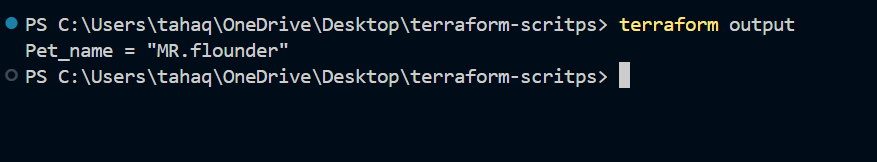 PS C:\Users\tahaq\OneDrive\Desktop\terraform-scritps> terraform output
Pet_name = "MR.flounder"
PS C:\Users\tahaq\OneDrive\Desktop\terraform-scritps>